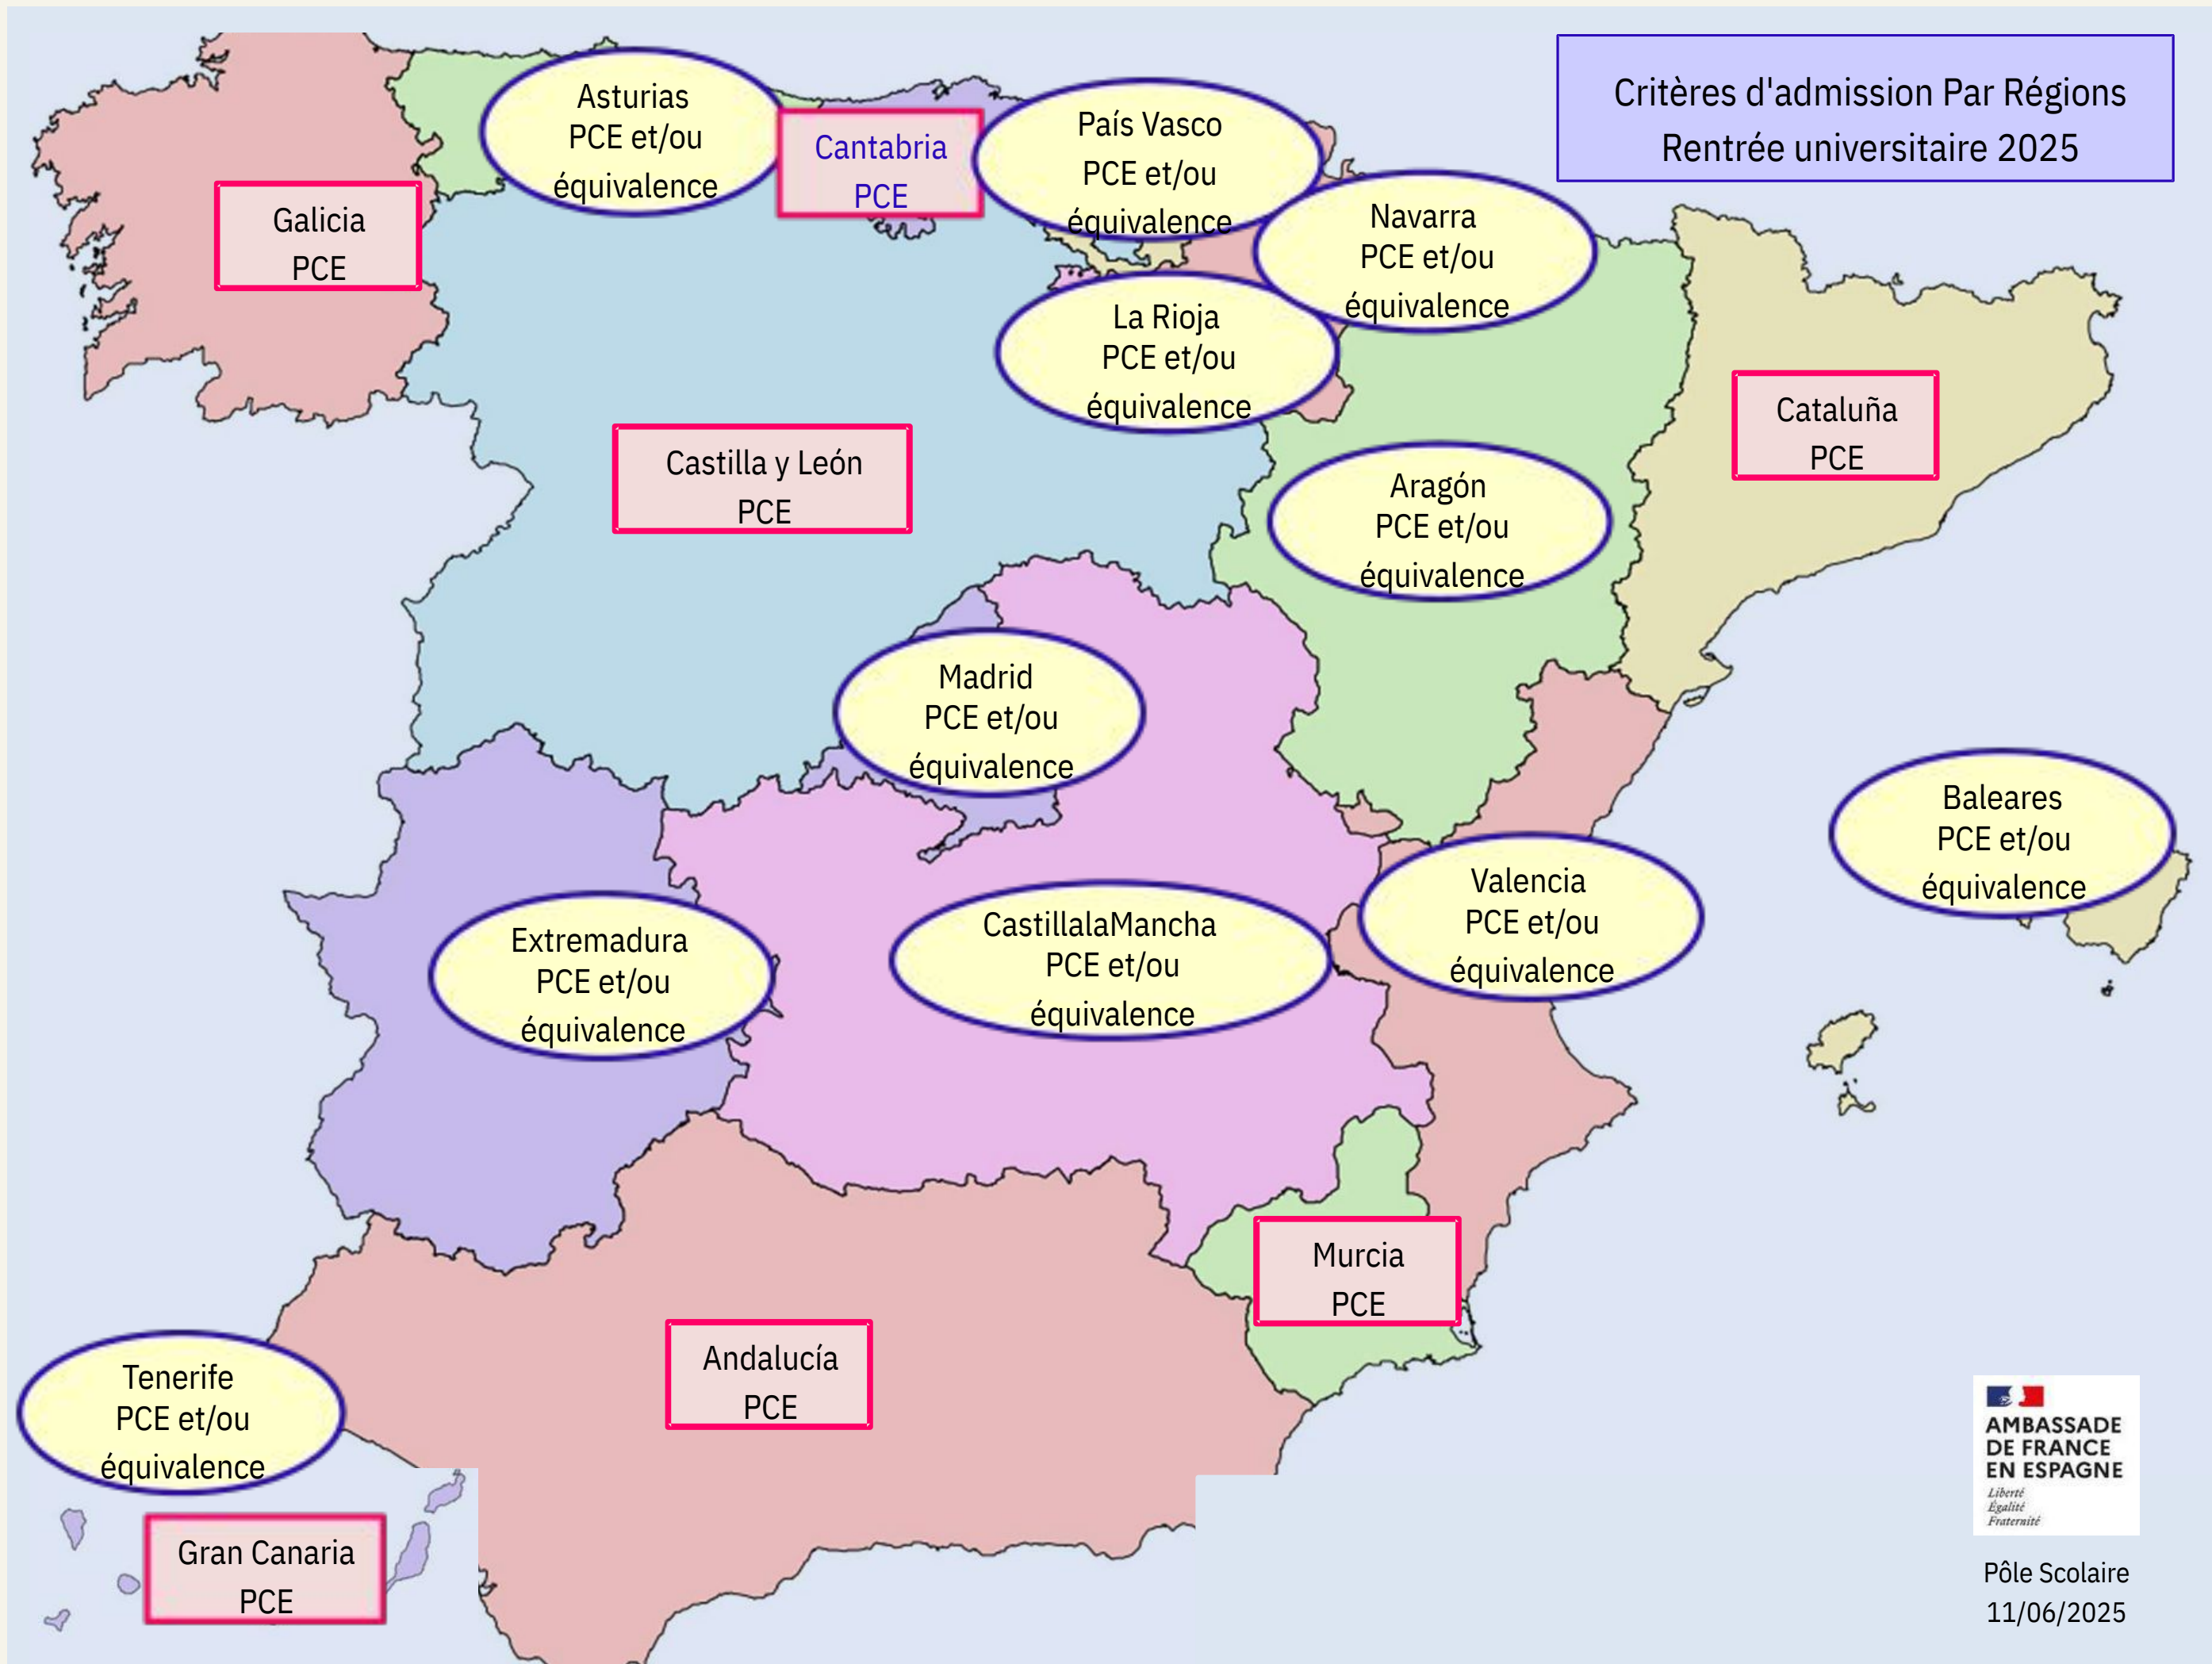 Critères d'admission Par Régions
Rentrée universitaire 2025
Asturias
PCE et/ou
équivalence
Cantabria
PCE
País Vasco
PCE et/ou
équivalence
Galicia
PCE
Navarra
PCE et/ou
équivalence
La Rioja
PCE et/ou
équivalence
Cataluña
PCE
Castilla y León
PCE
Aragón
PCE et/ou
équivalence
Madrid
PCE et/ou
équivalence
Baleares
PCE et/ou
équivalence
Valencia
PCE et/ou
équivalence
Extremadura
PCE et/ou
équivalence
CastillalaMancha
PCE et/ou
équivalence
Murcia
PCE
Andalucía
PCE
Tenerife
PCE et/ou
équivalence
Gran Canaria
PCE
AMBASSADE
DE FRANCE
EN ESPAGNE
Liberté
Égalité
Fraternité
Pôle Scolaire
11/06/2025